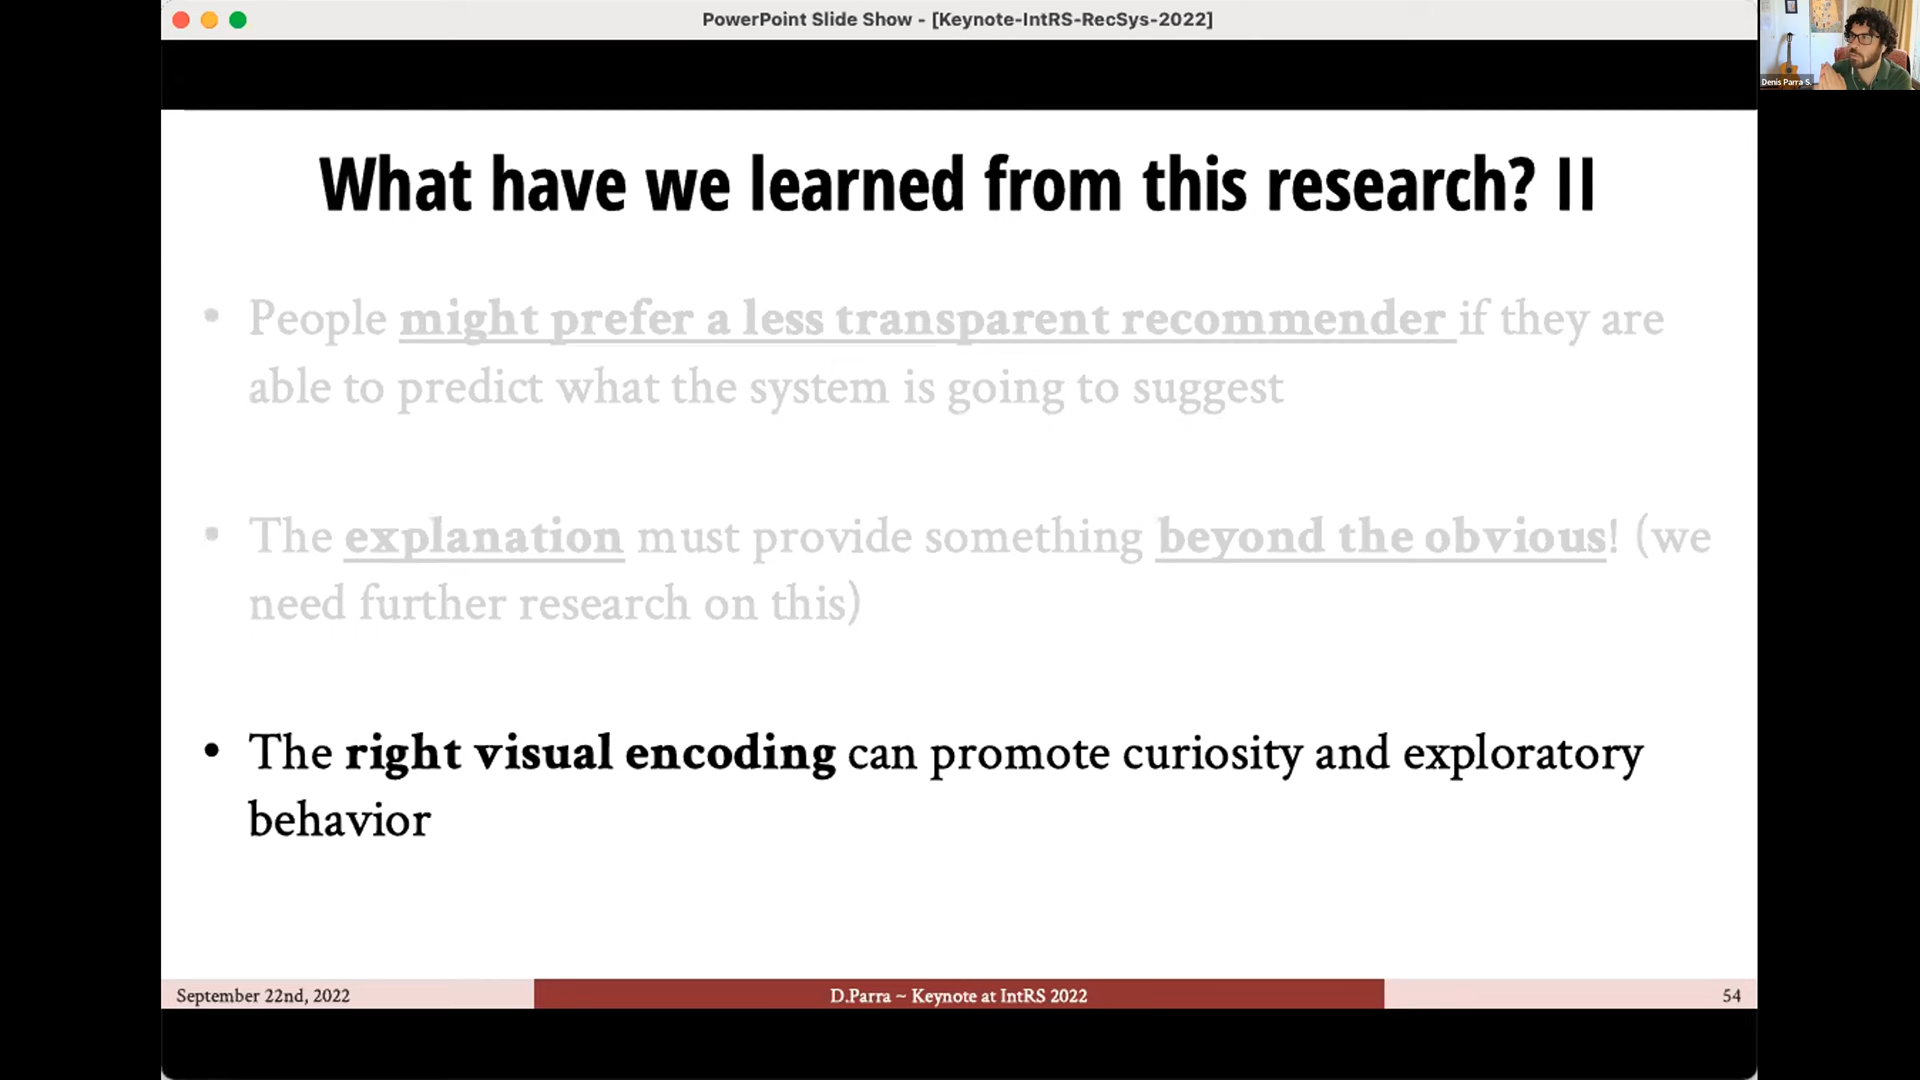 PowerPoint Slide Show - [Keynote-IntRS-RecSys-2022]
Denis Parra S.
What have we learned from this research? II
• People might prefer a less transparent recommender if they are
able to predict what the system is going to suggest
• The explanation must provide something beyond the obvious! (we
need further research on this)
• The right visual encoding can promote curiosity and exploratory
behavior
September 22nd, 2022
D.Parra ~ Keynote at IntRS 2022
54